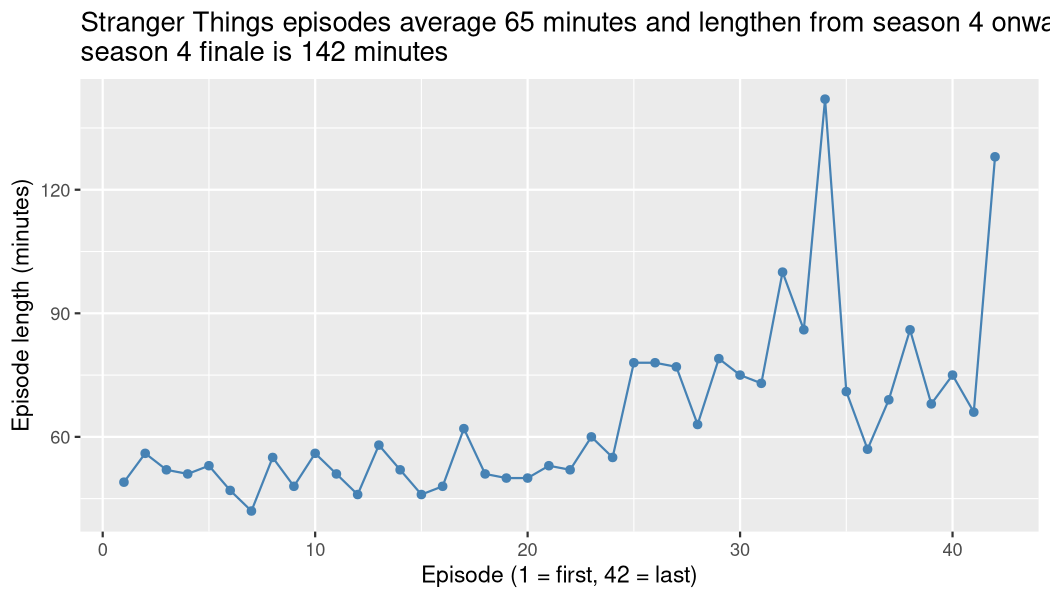 Stranger Things episodes average 65 minutes and lengthen from season 4
season 4 finale is 142 minutes
Episode length (minutes)
120
90
60
0 10 20 30 40
Episode (1 = first, 42 = last)